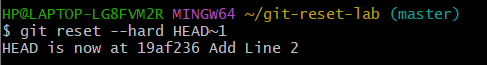 HP@LAPTOP-LG8FVM2R MINGW64 ~/git-reset-lab (master)
$ git reset --hard HEAD~1
HEAD is now at 19af236 Add Line 2